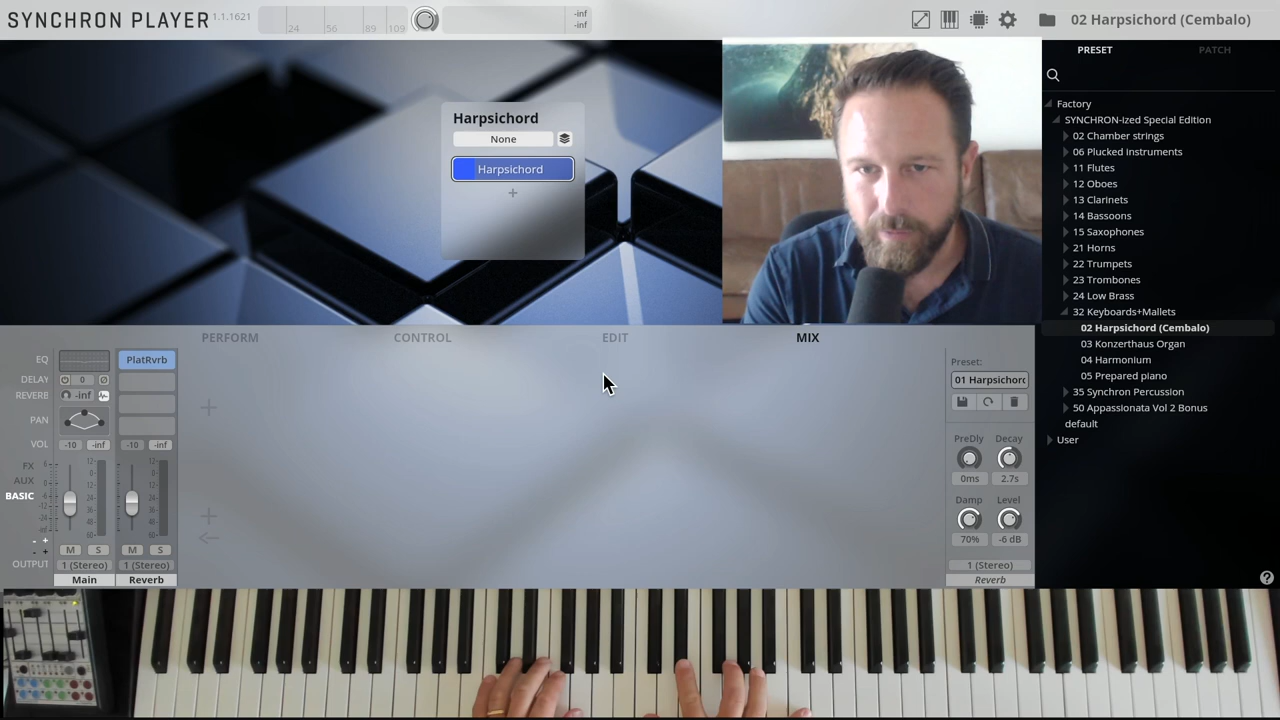 SYNCHRON PLAYER 1.1.1621
24 56 89 109
-inf
-inf
02 Harpsichord (Cembalo)
PRESET PATCH
Harpsichord
None
Harpsichord
+
Factory
SYNCHRON-ized Special Edition
02 Chamber strings
06 Plucked Instruments
11 Flutes
12 Oboes
13 Clarinets
14 Bassoons
15 Saxophones
21 Horns
22 Trumpets
23 Trombones
24 Low Brass
32 Keyboards+Mallets
02 Harpsichord (Cembalo)
03 Konzerthaus Organ
04 Harmonium
05 Prepared piano
35 Synchron Percussion
50 Appassionata Vol 2 Bonus
default
User
PERFORM CONTROL EDIT MIX
EQ PlatRvrb
DELAY 0
REVERB -inf
PAN
VOL -10 -inf -10 -inf
FX
AUX
BASIC
M S M S
OUTPUT 1 (Stereo) 1 (Stereo)
Main Reverb
Preset:
01 Harpsichord
PreDly Decay
0ms 2.7s
Damp Level
70% -6 dB
1 (Stereo)
Reverb
?